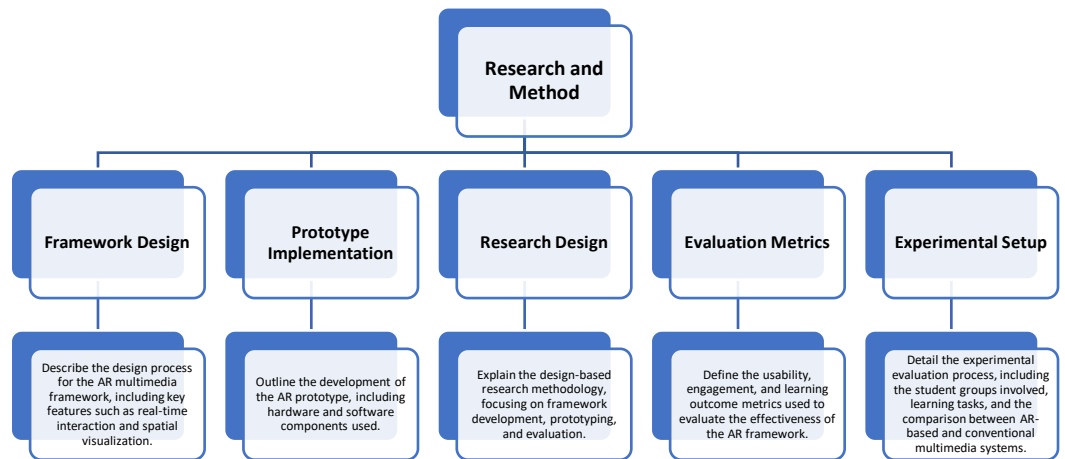 Research and
Method
Framework Design
Prototype
Implementation
Research Design
Evaluation Metrics
Experimental Setup
Describe the design process
for the AR multimedia
framework, including key
features such as real-time
interaction and spatial
visualization.
Outline the development of
the AR prototype, including
hardware and software
components used.
Explain the design-based
research methodology,
focusing on framework
development, prototyping,
and evaluation.
Define the usability,
engagement, and learning
outcome metrics used to
evaluate the effectiveness of
the AR framework.
Detail the experimental
evaluation process, including
the student groups involved,
learning tasks, and the
comparison between AR-
based and conventional
multimedia systems.